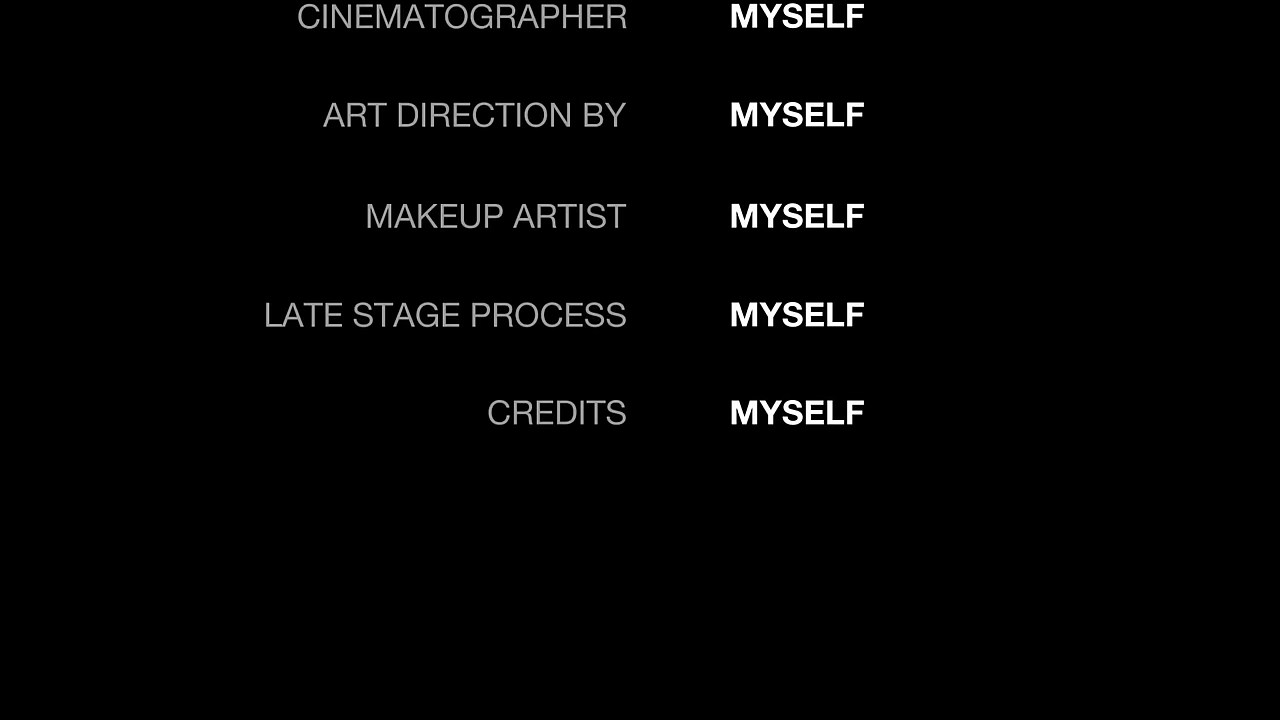 CINEMATOGRAPHER MYSELF
ART DIRECTION BY MYSELF
MAKEUP ARTIST MYSELF
LATE STAGE PROCESS MYSELF
CREDITS MYSELF